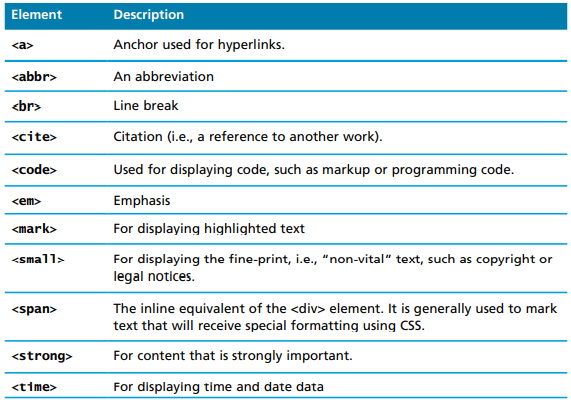 Element Description
<a> Anchor used for hyperlinks.
<abbr> An abbreviation
<br> Line break
<cite> Citation (i.e., a reference to another work).
<code> Used for displaying code, such as markup or programming code.
<em> Emphasis
<mark> For displaying highlighted text
<small> For displaying the fine-print, i.e., “non-vital” text, such as copyright or
legal notices.
<span> The inline equivalent of the <div> element. It is generally used to mark
text that will receive special formatting using CSS.
<strong> For content that is strongly important.
<time> For displaying time and date data